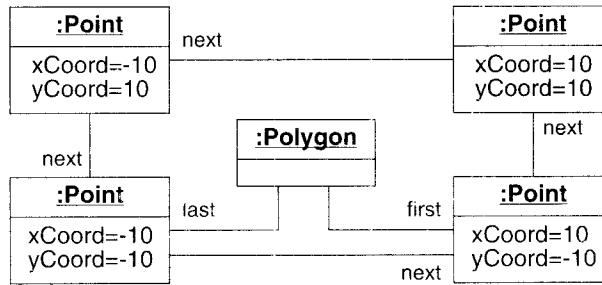 :Point
xCoord=-10
yCoord=10
next
:Point
xCoord=10
yCoord=10
next
next
:Polygon
:Point
xCoord=-10
yCoord=-10
last
first
:Point
xCoord=10
yCoord=-10
next